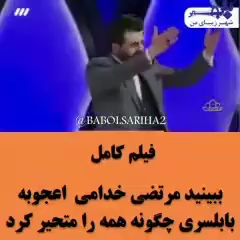 شهر زیبای من
@BABOLSARIHA2
فیلم کامل
ببینید مرتضی خدامی اعجوبه
بابلسری چگونه همه را متحیر کرد